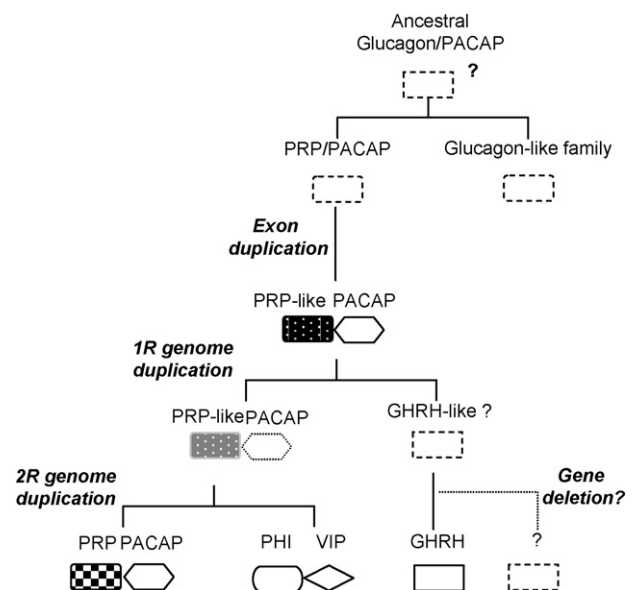 Ancestral
Glucagon/PACAP
?
PRP/PACAP Glucagon-like family
Exon
duplication
PRP-like PACAP
1R genome
duplication
PRP-likePACAP GHRH-like ?
2R genome
duplication
Gene
deletion?
PRP PACAP PHI VIP GHRH ?